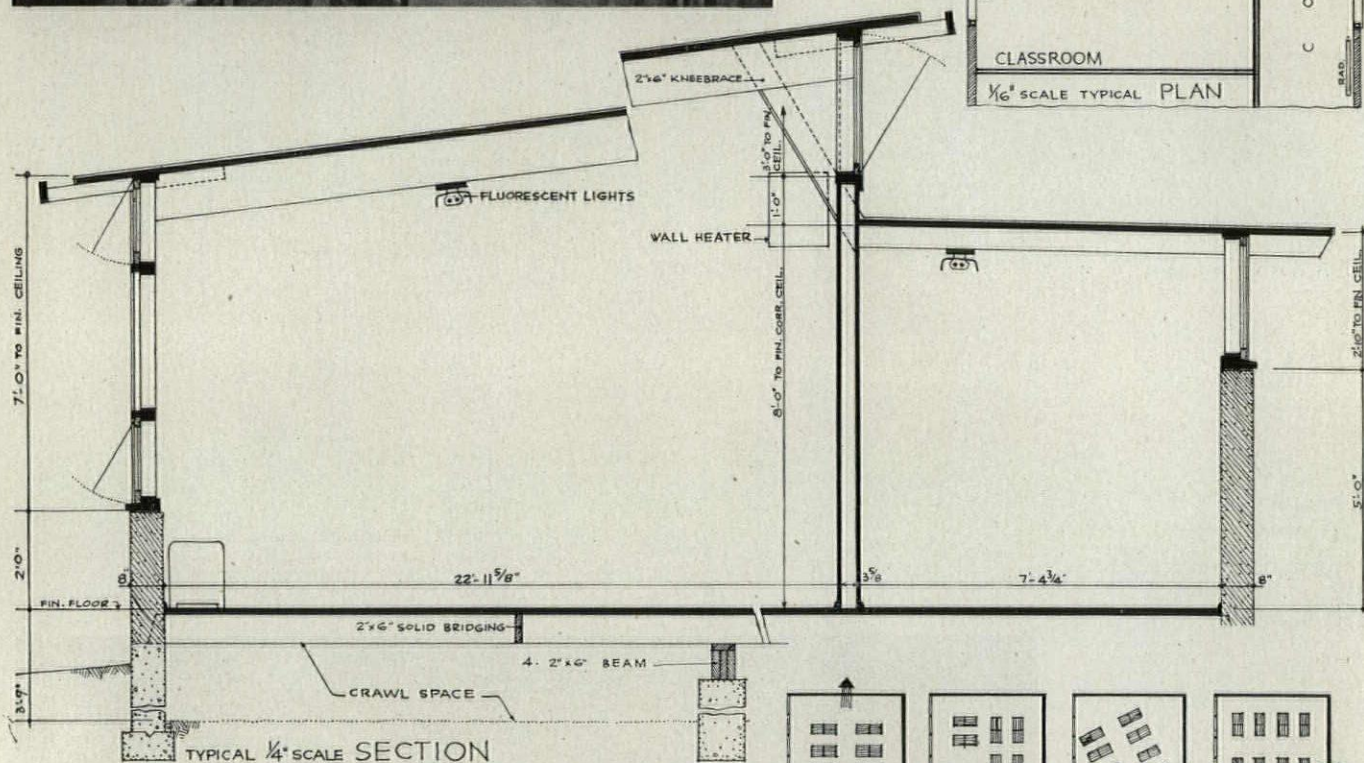 CLASSROOM
1/16" SCALE TYPICAL PLAN
RAD.
2"x6" KNEEBRACE
3'-0" TO FIN. CEIL.
1'-0"
FLUORESCENT LIGHTS
WALL HEATER
7'-0" TO FIN. CEILING
8'-0" TO FIN. CORR. CEIL.
2'-10" TO FIN. CEIL.
5'-0"
2'-0"
8"
22'-11 5/8"
3 5/8
7'-4 3/4"
8"
FIN. FLOOR
2"x6" SOLID BRIDGING
4- 2"x6" BEAM
CRAWL SPACE
TYPICAL 1/4" SCALE SECTION